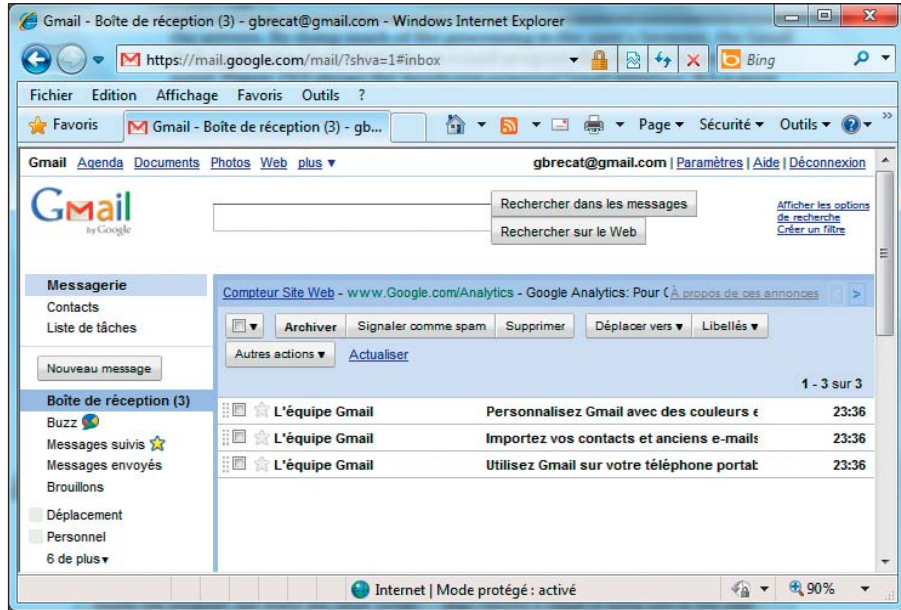 Gmail - Boîte de réception (3) - gbrecat@gmail.com - Windows Internet Explorer
https://mail.google.com/mail/?shva=1#inbox Bing
Fichier Edition Affichage Favoris Outils ?
Favoris Gmail - Boîte de réception (3) - gb... Page Sécurité Outils
Gmail Agenda Documents Photos Web plus gbrecat@gmail.com | Paramètres | Aide | Déconnexion
Gmail
by Google
Rechercher dans les messages
Rechercher sur le Web
Afficher les options
de recherche
Créer un filtre
Messagerie
Contacts
Liste de tâches
Nouveau message
Boîte de réception (3)
Buzz
Messages suivis
Messages envoyés
Brouillons
Déplacement
Personnel
6 de plus
Compteur Site Web - www.Google.com/Analytics - Google Analytics: Pour À propos de ces annonces
Archiver Signaler comme spam Supprimer Déplacer vers Libellés
Autres actions Actualiser
1 - 3 sur 3
L'équipe Gmail Personnalisez Gmail avec des couleurs e 23:36
L'équipe Gmail Importez vos contacts et anciens e-mails 23:36
L'équipe Gmail Utilisez Gmail sur votre téléphone portab 23:36
Internet | Mode protégé : activé 90%